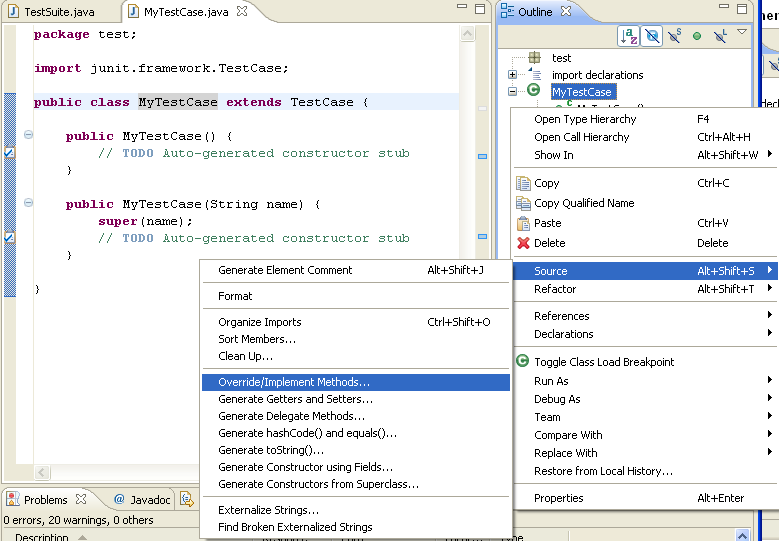 TestSuite.java
MyTestCase.java
package test;
import junit.framework.TestCase;
public class MyTestCase extends TestCase {
public MyTestCase() {
// TODO Auto-generated constructor stub
}
public MyTestCase(String name) {
super(name);
// TODO Auto-generated constructor stub
}
}
Outline
test
import declarations
MyTestCase
Open Type Hierarchy F4
Open Call Hierarchy Ctrl+Alt+H
Show In Alt+Shift+W
Copy Ctrl+C
Copy Qualified Name
Paste Ctrl+V
Delete Delete
Source Alt+Shift+S
Refactor Alt+Shift+T
References
Declarations
Toggle Class Load Breakpoint
Run As
Debug As
Team
Compare With
Replace With
Restore from Local History...
Properties Alt+Enter
Generate Element Comment Alt+Shift+J
Format
Organize Imports Ctrl+Shift+O
Sort Members...
Clean Up...
Override/Implement Methods...
Generate Getters and Setters...
Generate Delegate Methods...
Generate hashCode() and equals()...
Generate toString()...
Generate Constructor using Fields...
Generate Constructors from Superclass...
Externalize Strings...
Find Broken Externalized Strings
Problems
@ Javadoc
0 errors, 20 warnings, 0 others
Description